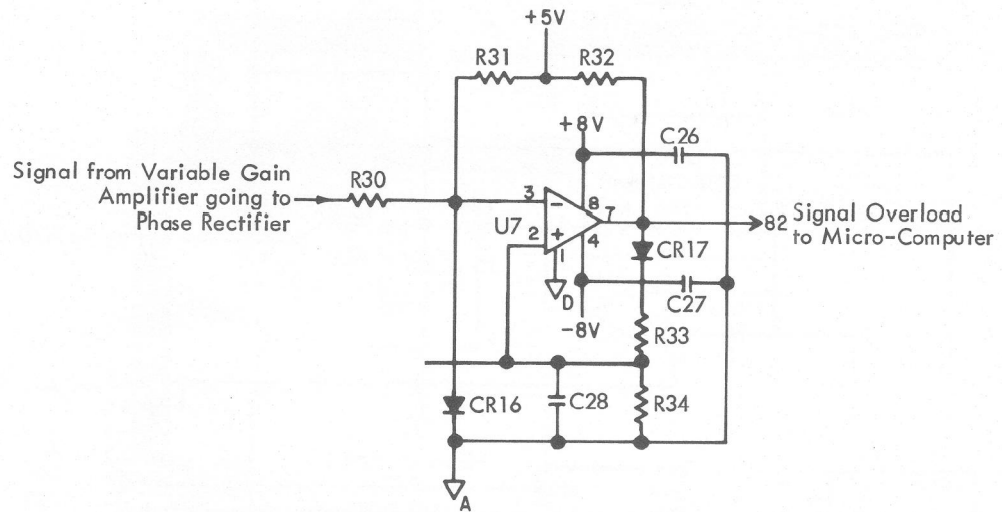 +5V
R31
R32
+8V
C26
Signal from Variable Gain
Amplifier going to
Phase Rectifier
R30
3
−
8
7
U7
2
+
4
1
82
Signal Overload
to Micro-Computer
CR17
D
C27
-8V
R33
CR16
C28
R34
A